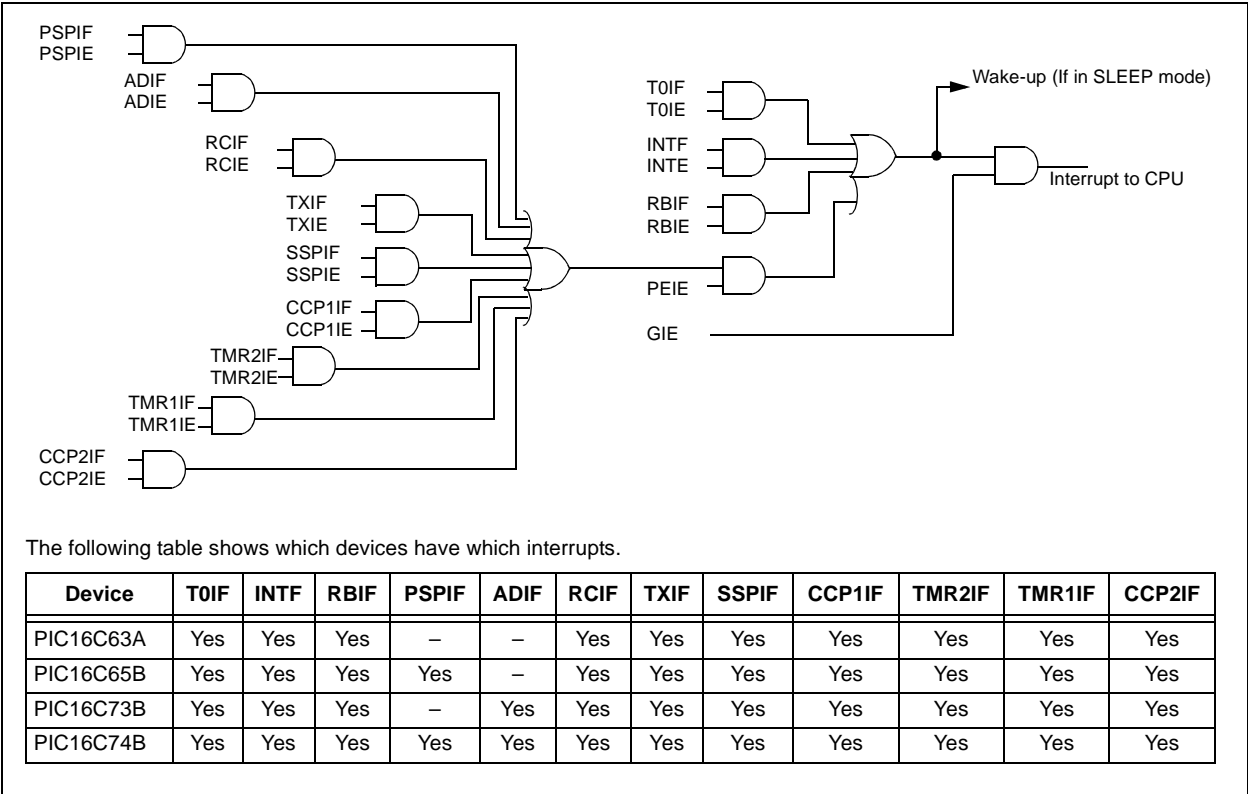 PSPIF
PSPIE
ADIF
ADIE
RCIF
RCIE
TXIF
TXIE
SSPIF
SSPIE
CCP1IF
CCP1IE
TMR2IF
TMR2IE
TMR1IF
TMR1IE
CCP2IF
CCP2IE
T0IF
T0IE
INTF
INTE
RBIF
RBIE
PEIE
GIE
Wake-up (If in SLEEP mode)
Interrupt to CPU
The following table shows which devices have which interrupts.
Device T0IF INTF RBIF PSPIF ADIF RCIF TXIF SSPIF CCP1IF TMR2IF TMR1IF CCP2IF
PIC16C63A Yes Yes Yes – – Yes Yes Yes Yes Yes Yes Yes
PIC16C65B Yes Yes Yes Yes – Yes Yes Yes Yes Yes Yes Yes
PIC16C73B Yes Yes Yes – Yes Yes Yes Yes Yes Yes Yes Yes
PIC16C74B Yes Yes Yes Yes Yes Yes Yes Yes Yes Yes Yes Yes